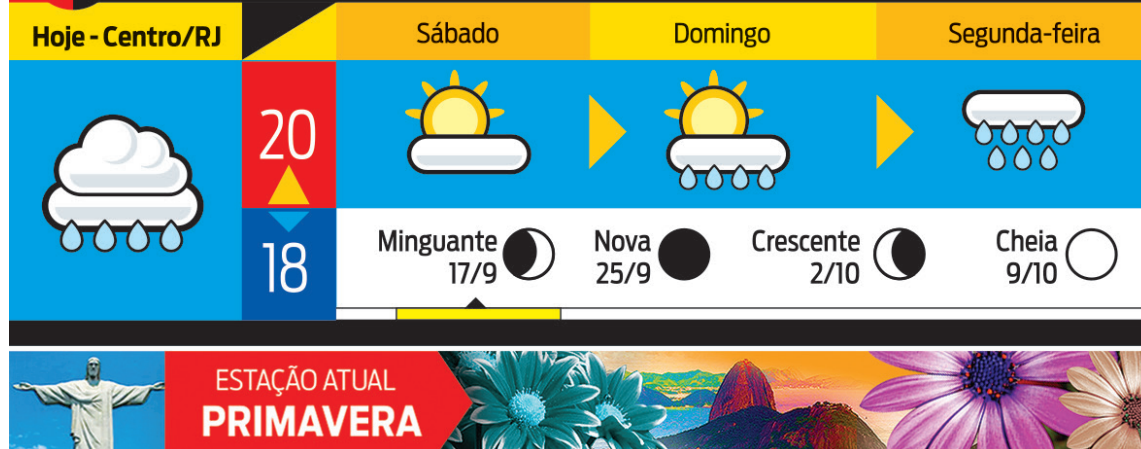 Hoje - Centro/RJ
Sábado
Domingo
Segunda-feira
20
18
Minguante
17/9
Nova
25/9
Crescente
2/10
Cheia
9/10
ESTAÇÃO ATUAL
PRIMAVERA